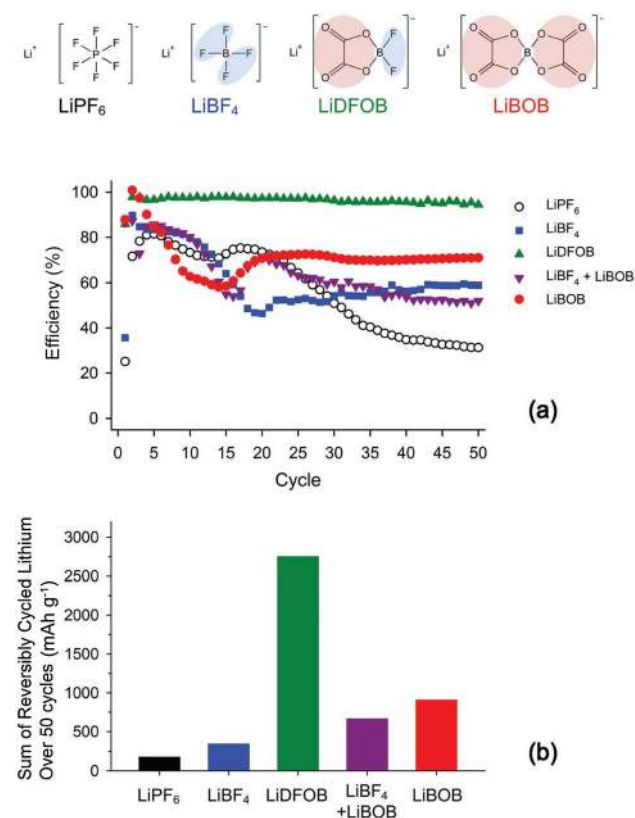 Li⁺ F F F P F F F − Li⁺ F F B F F − Li⁺ O O O O B F F − Li⁺ O O O O B O O O O −
LiPF₆ LiBF₄ LiDFOB LiBOB
100
80
60
40
20
0
Efficiency (%)
0 5 10 15 20 25 30 35 40 45 50
Cycle
LiPF₆
LiBF₄
LiDFOB
LiBF₄ + LiBOB
LiBOB
(a)
3000
2500
2000
1500
1000
500
0
Sum of Reversibly Cycled Lithium
Over 50 cycles (mAh g⁻¹)
LiPF₆ LiBF₄ LiDFOB LiBF₄ LiBOB
+LiBOB
(b)